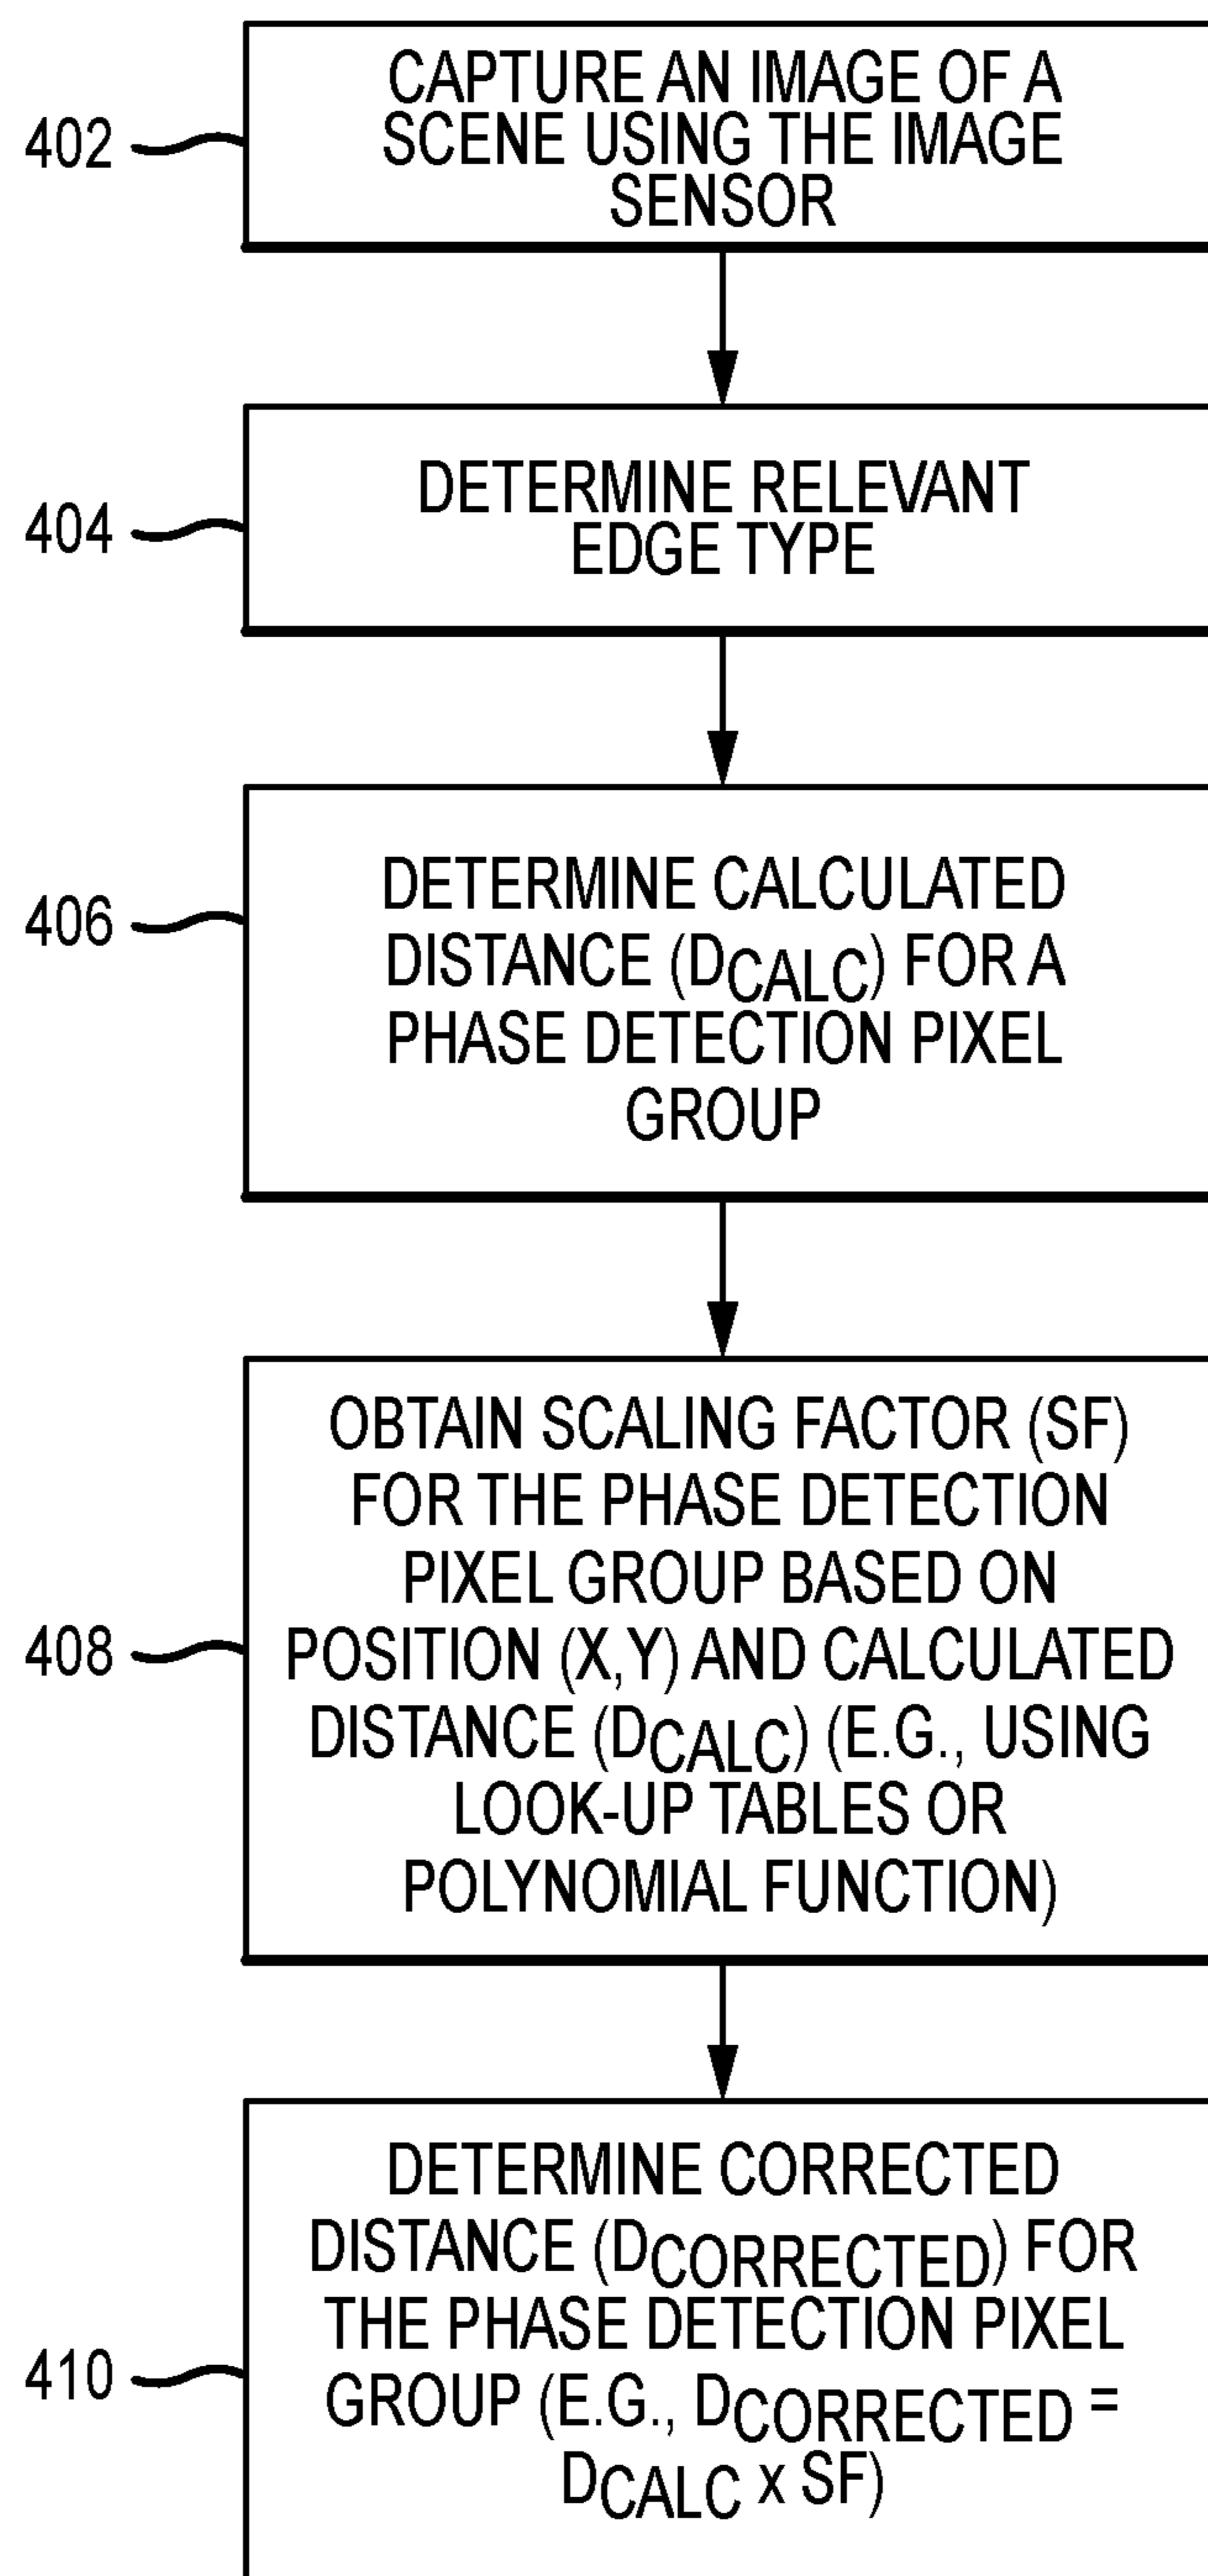 CAPTURE AN IMAGE OF A
402 SCENE USING THE IMAGE
SENSOR
DETERMINE RELEVANT
404 EDGE TYPE
DETERMINE CALCULATED
406 DISTANCE (DCALC) FOR A
PHASE DETECTION PIXEL
GROUP
OBTAIN SCALING FACTOR (SF)
FOR THE PHASE DETECTION
PIXEL GROUP BASED ON
408 POSITION (X,Y) AND CALCULATED
DISTANCE (DCALC) (E.G., USING
LOOK-UP TABLES OR
POLYNOMIAL FUNCTION)
DETERMINE CORRECTED
DISTANCE (DCORRECTED) FOR
THE PHASE DETECTION PIXEL
410 GROUP (E.G., DCORRECTED =
DCALC x SF)